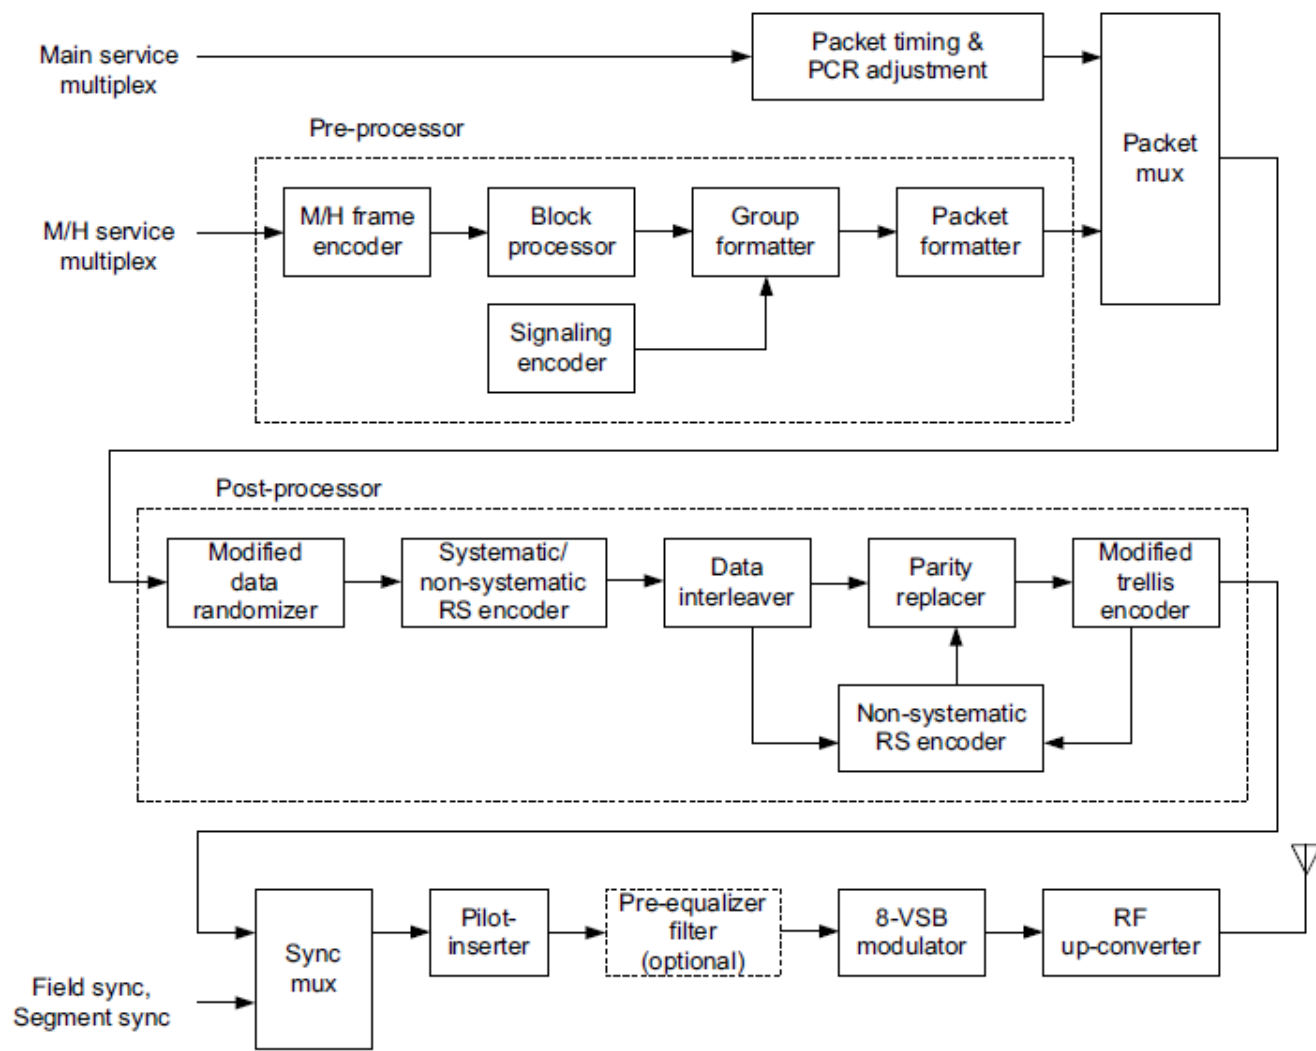 Main service
multiplex
Packet timing &
PCR adjustment
Packet
mux
Pre-processor
M/H service
multiplex
M/H frame
encoder
Block
processor
Group
formatter
Packet
formatter
Signaling
encoder
Post-processor
Modified
data
randomizer
Systematic/
non-systematic
RS encoder
Data
interleaver
Parity
replacer
Modified
trellis
encoder
Non-systematic
RS encoder
Field sync,
Segment sync
Sync
mux
Pilot-
inserter
Pre-equalizer
filter
(optional)
8-VSB
modulator
RF
up-converter